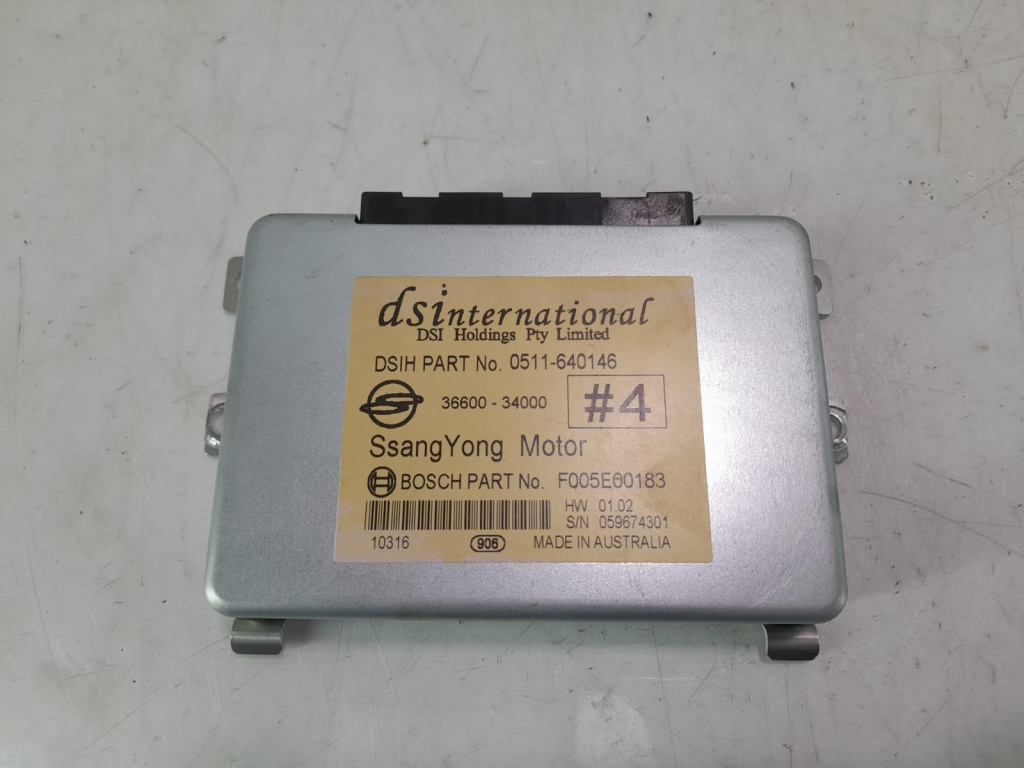 dsinternational
DSI Holdings Pty Limited
DSIH PART No. 0511-640146
36600 - 34000 #4
SsangYong Motor
BOSCH PART No. F005E00183
HW 01.02
S/N 059674301
10316 906 MADE IN AUSTRALIA